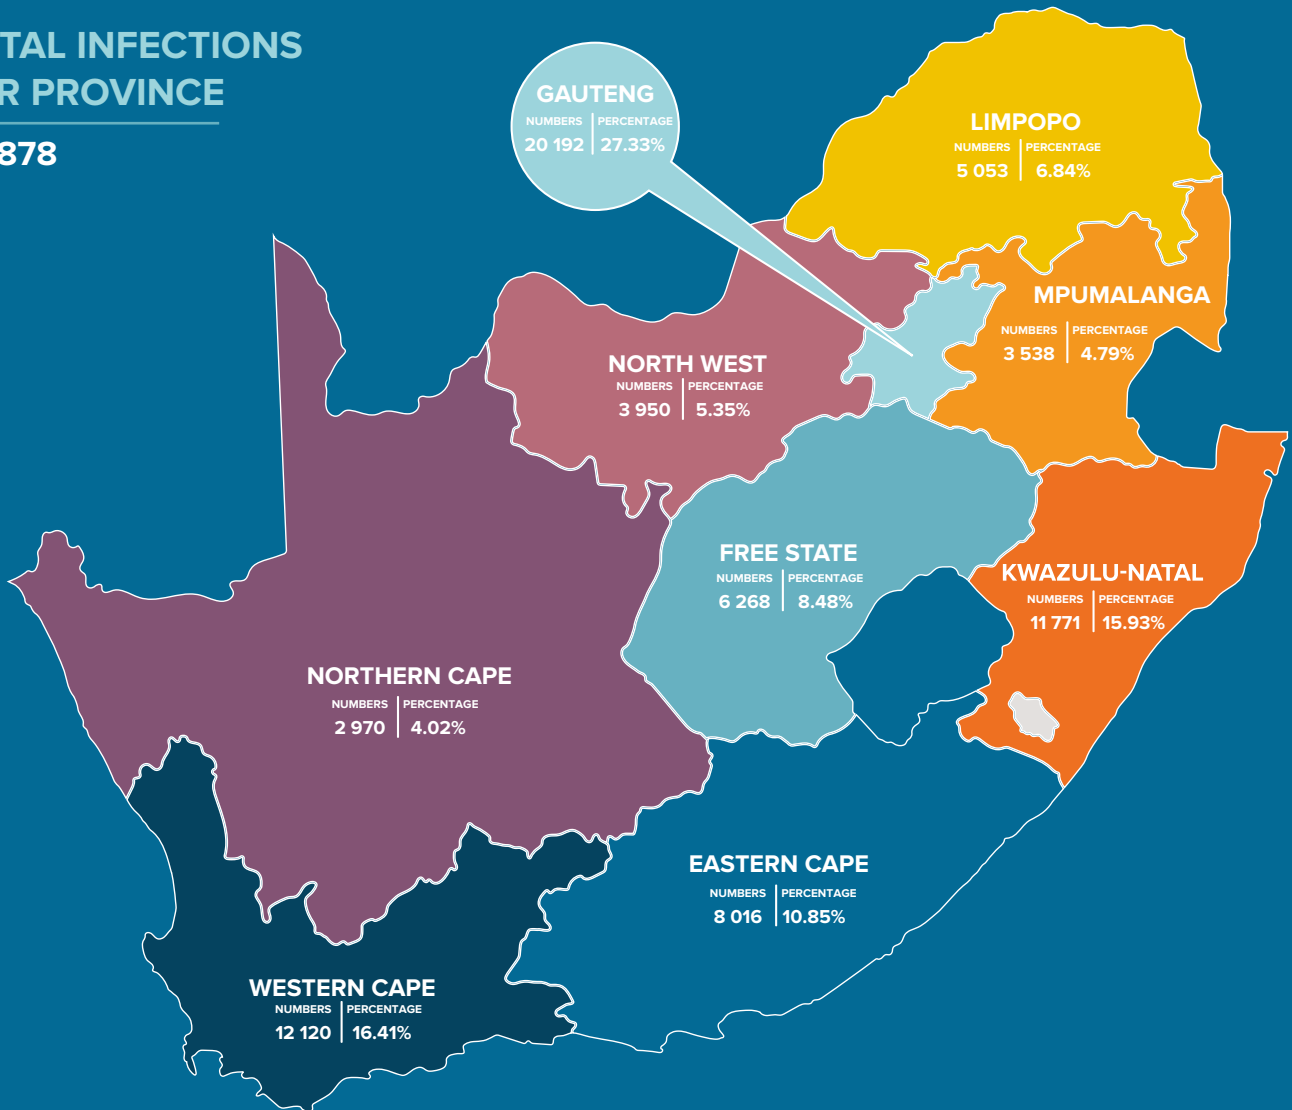 TAL INFECTIONS
R PROVINCE
878
GAUTENG
NUMBERS PERCENTAGE
20 192 27.33%
LIMPOPO
NUMBERS PERCENTAGE
5 053 6.84%
MPUMALANGA
NUMBERS PERCENTAGE
3 538 4.79%
NORTH WEST
NUMBERS PERCENTAGE
3 950 5.35%
FREE STATE
NUMBERS PERCENTAGE
6 268 8.48%
KWAZULU-NATAL
NUMBERS PERCENTAGE
11 771 15.93%
NORTHERN CAPE
NUMBERS PERCENTAGE
2 970 4.02%
EASTERN CAPE
NUMBERS PERCENTAGE
8 016 10.85%
WESTERN CAPE
NUMBERS PERCENTAGE
12 120 16.41%